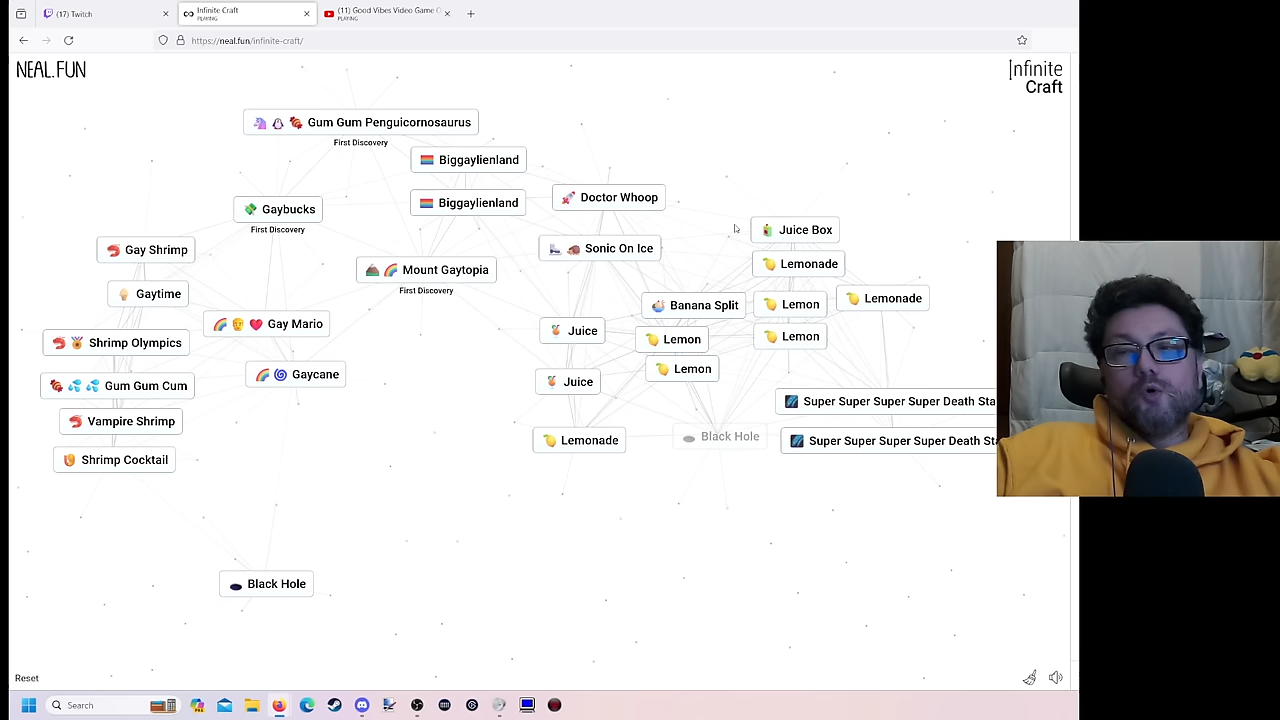 (17) Twitch
Infinite Craft
PLAYING
(11) Good Vibes Video Game
PLAYING
https://neal.fun/infinite-craft/
NEAL.FUN
Infinite
Craft
Gum Gum Penguicornosaurus
First Discovery
Biggaylienland
Biggaylienland
Doctor Whoop
Gaybucks
First Discovery
Juice Box
Gay Shrimp
Sonic On Ice
Lemonade
Mount Gaytopia
First Discovery
Gaytime
Banana Split
Lemon
Lemonade
Gay Mario
Juice
Lemon
Lemon
Shrimp Olympics
Lemon
Gaycane
Juice
Gum Gum Cum
Super Super Super Super Death Sta
Vampire Shrimp
Lemonade
Black Hole
Super Super Super Super Death Sta
Shrimp Cocktail
Black Hole
Reset
Search